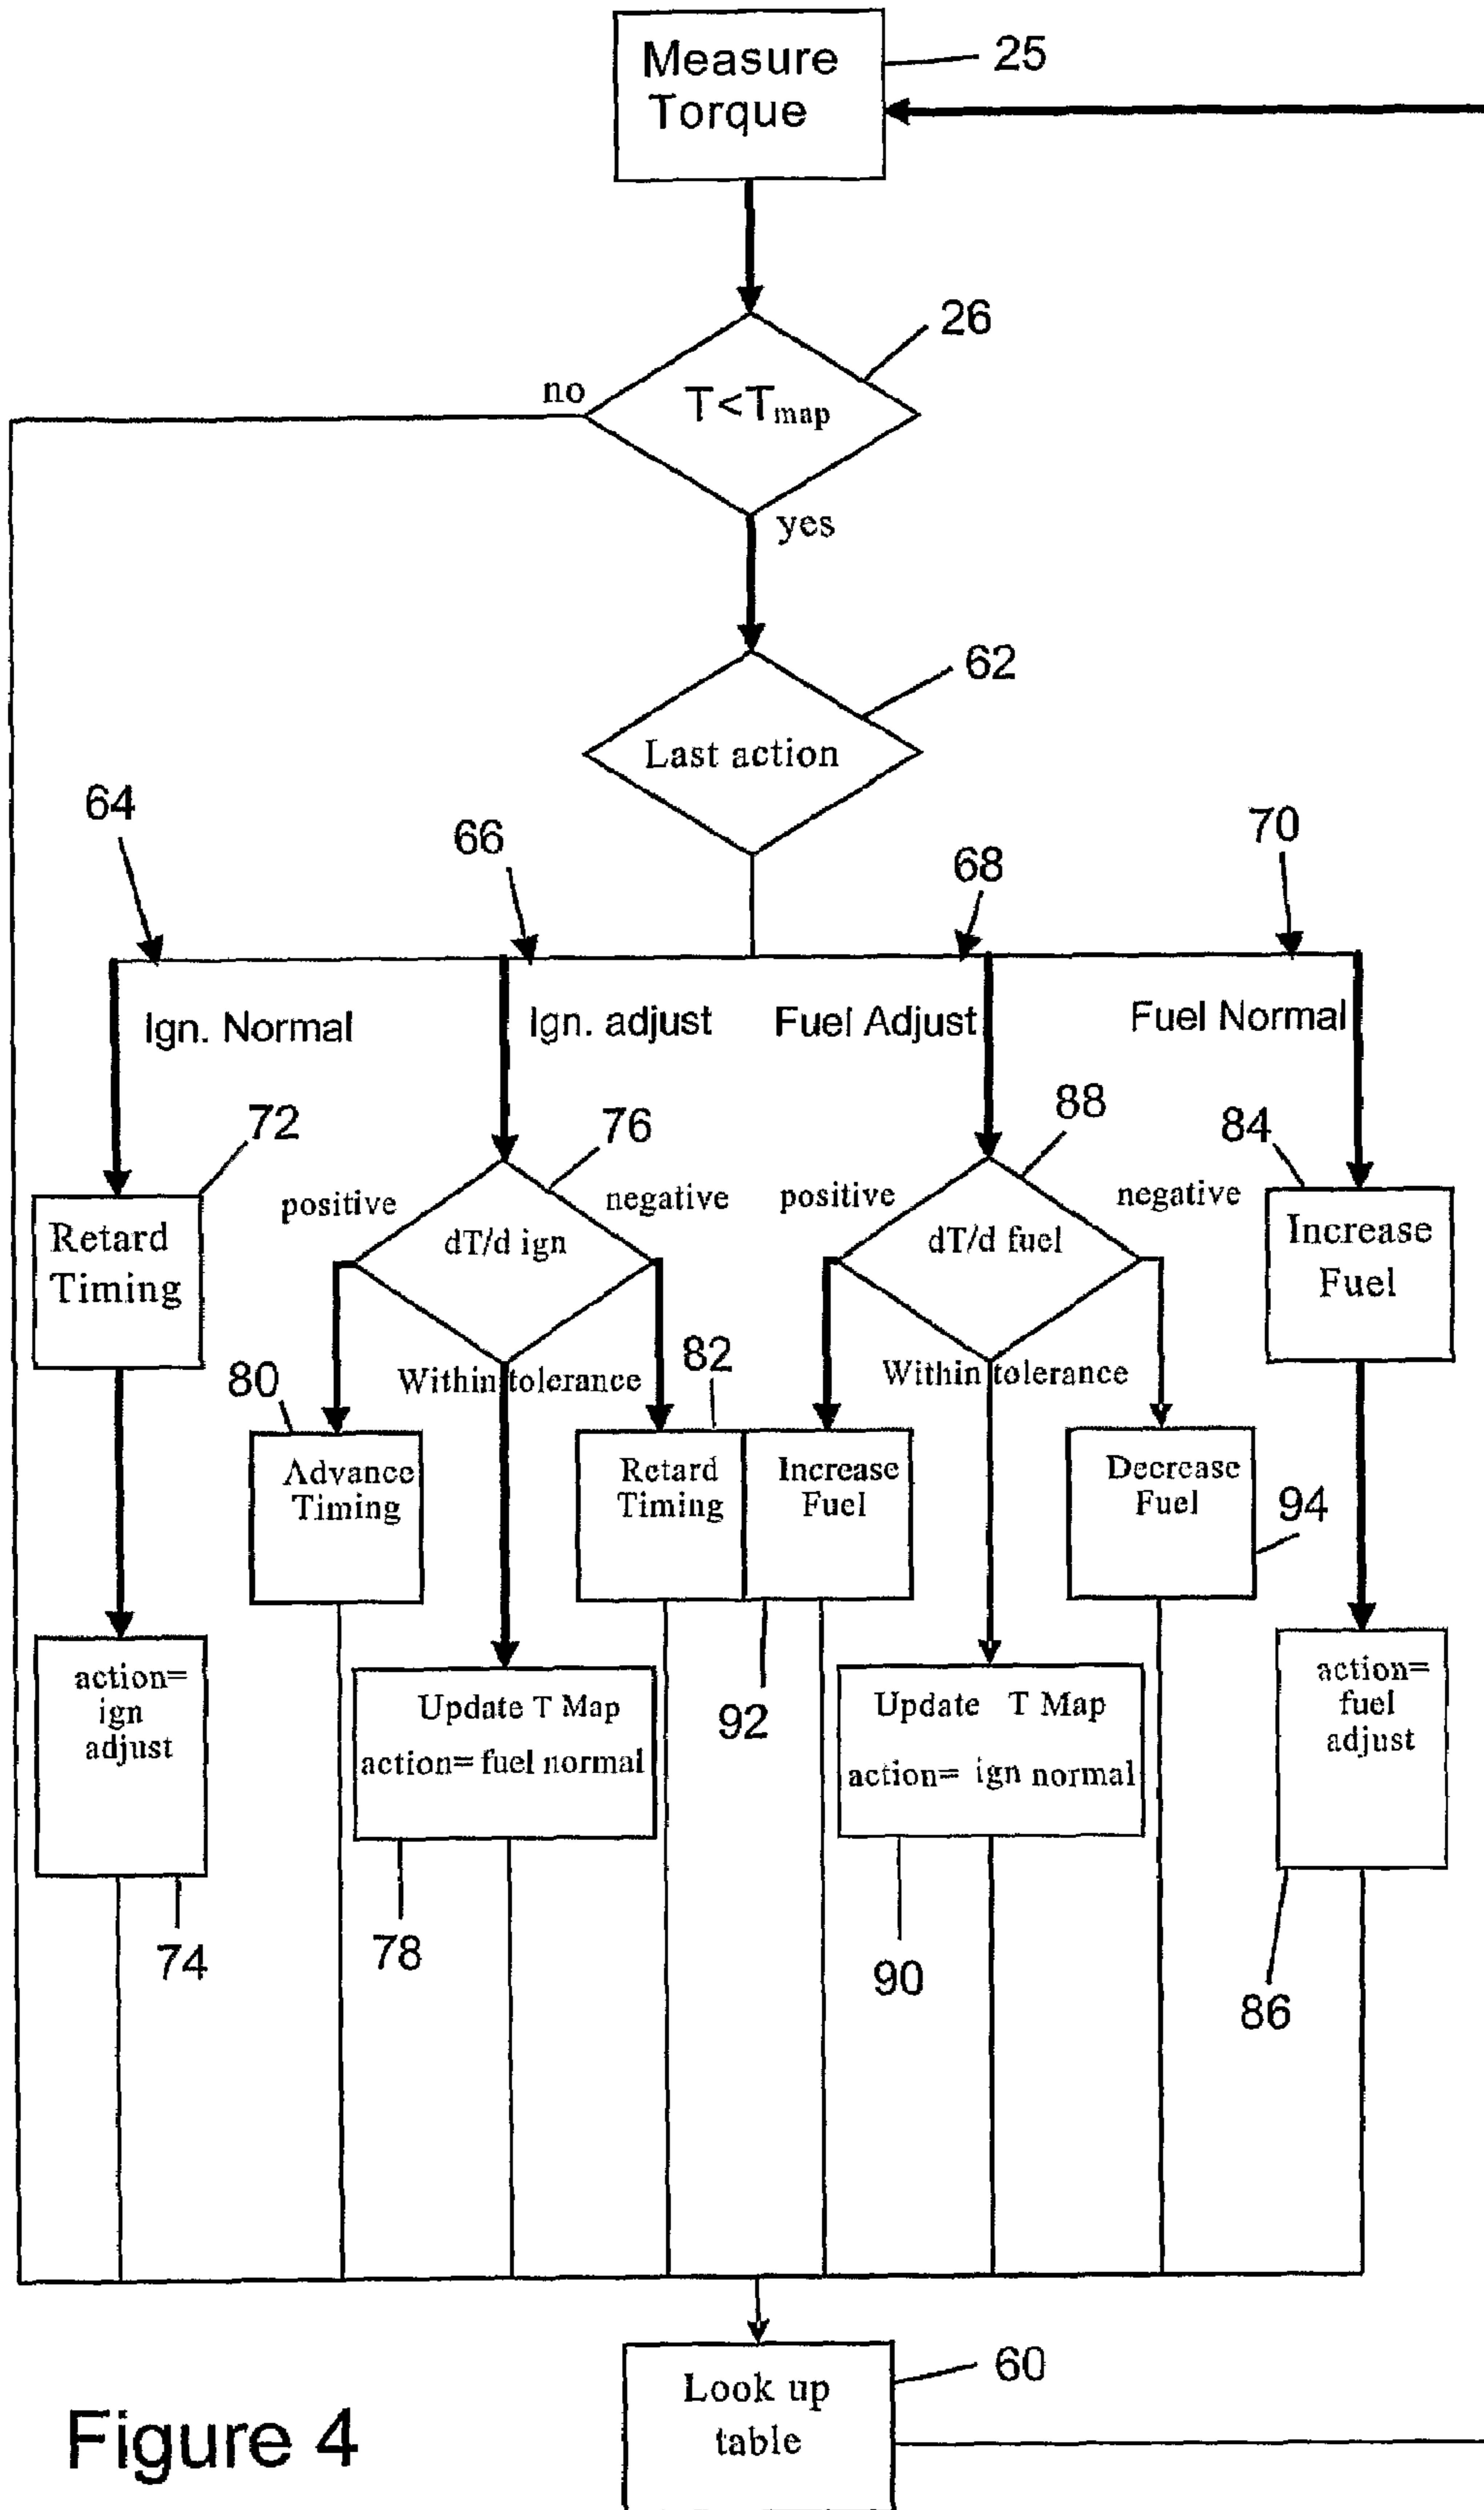 Measure
Torque
25
26
no
T<Tmap
yes
62
Last action
64
66
68
70
Ign. Normal
Ign. adjust
Fuel Adjust
Fuel Normal
72
76
88
84
positive
negative
positive
negative
Retard
Timing
dT/d ign
dT/d fuel
Increase
Fuel
80
Within tolerance
82
Within tolerance
Advance
Timing
Retard
Timing
Increase
Fuel
Decrease
Fuel
94
action=
ign
adjust
Update T Map
action= fuel normal
92
Update T Map
action= ign normal
action=
fuel
adjust
74
78
90
86
Look up
table
60
Figure 4